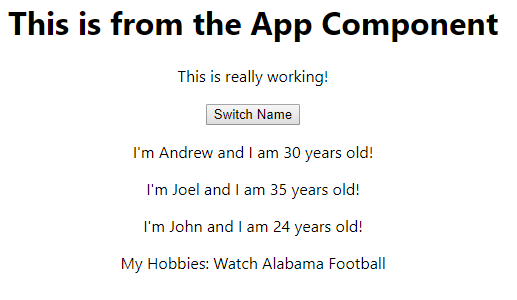 This is from the App Component
This is really working!
Switch Name
I'm Andrew and I am 30 years old!
I'm Joel and I am 35 years old!
I'm John and I am 24 years old!
My Hobbies: Watch Alabama Football